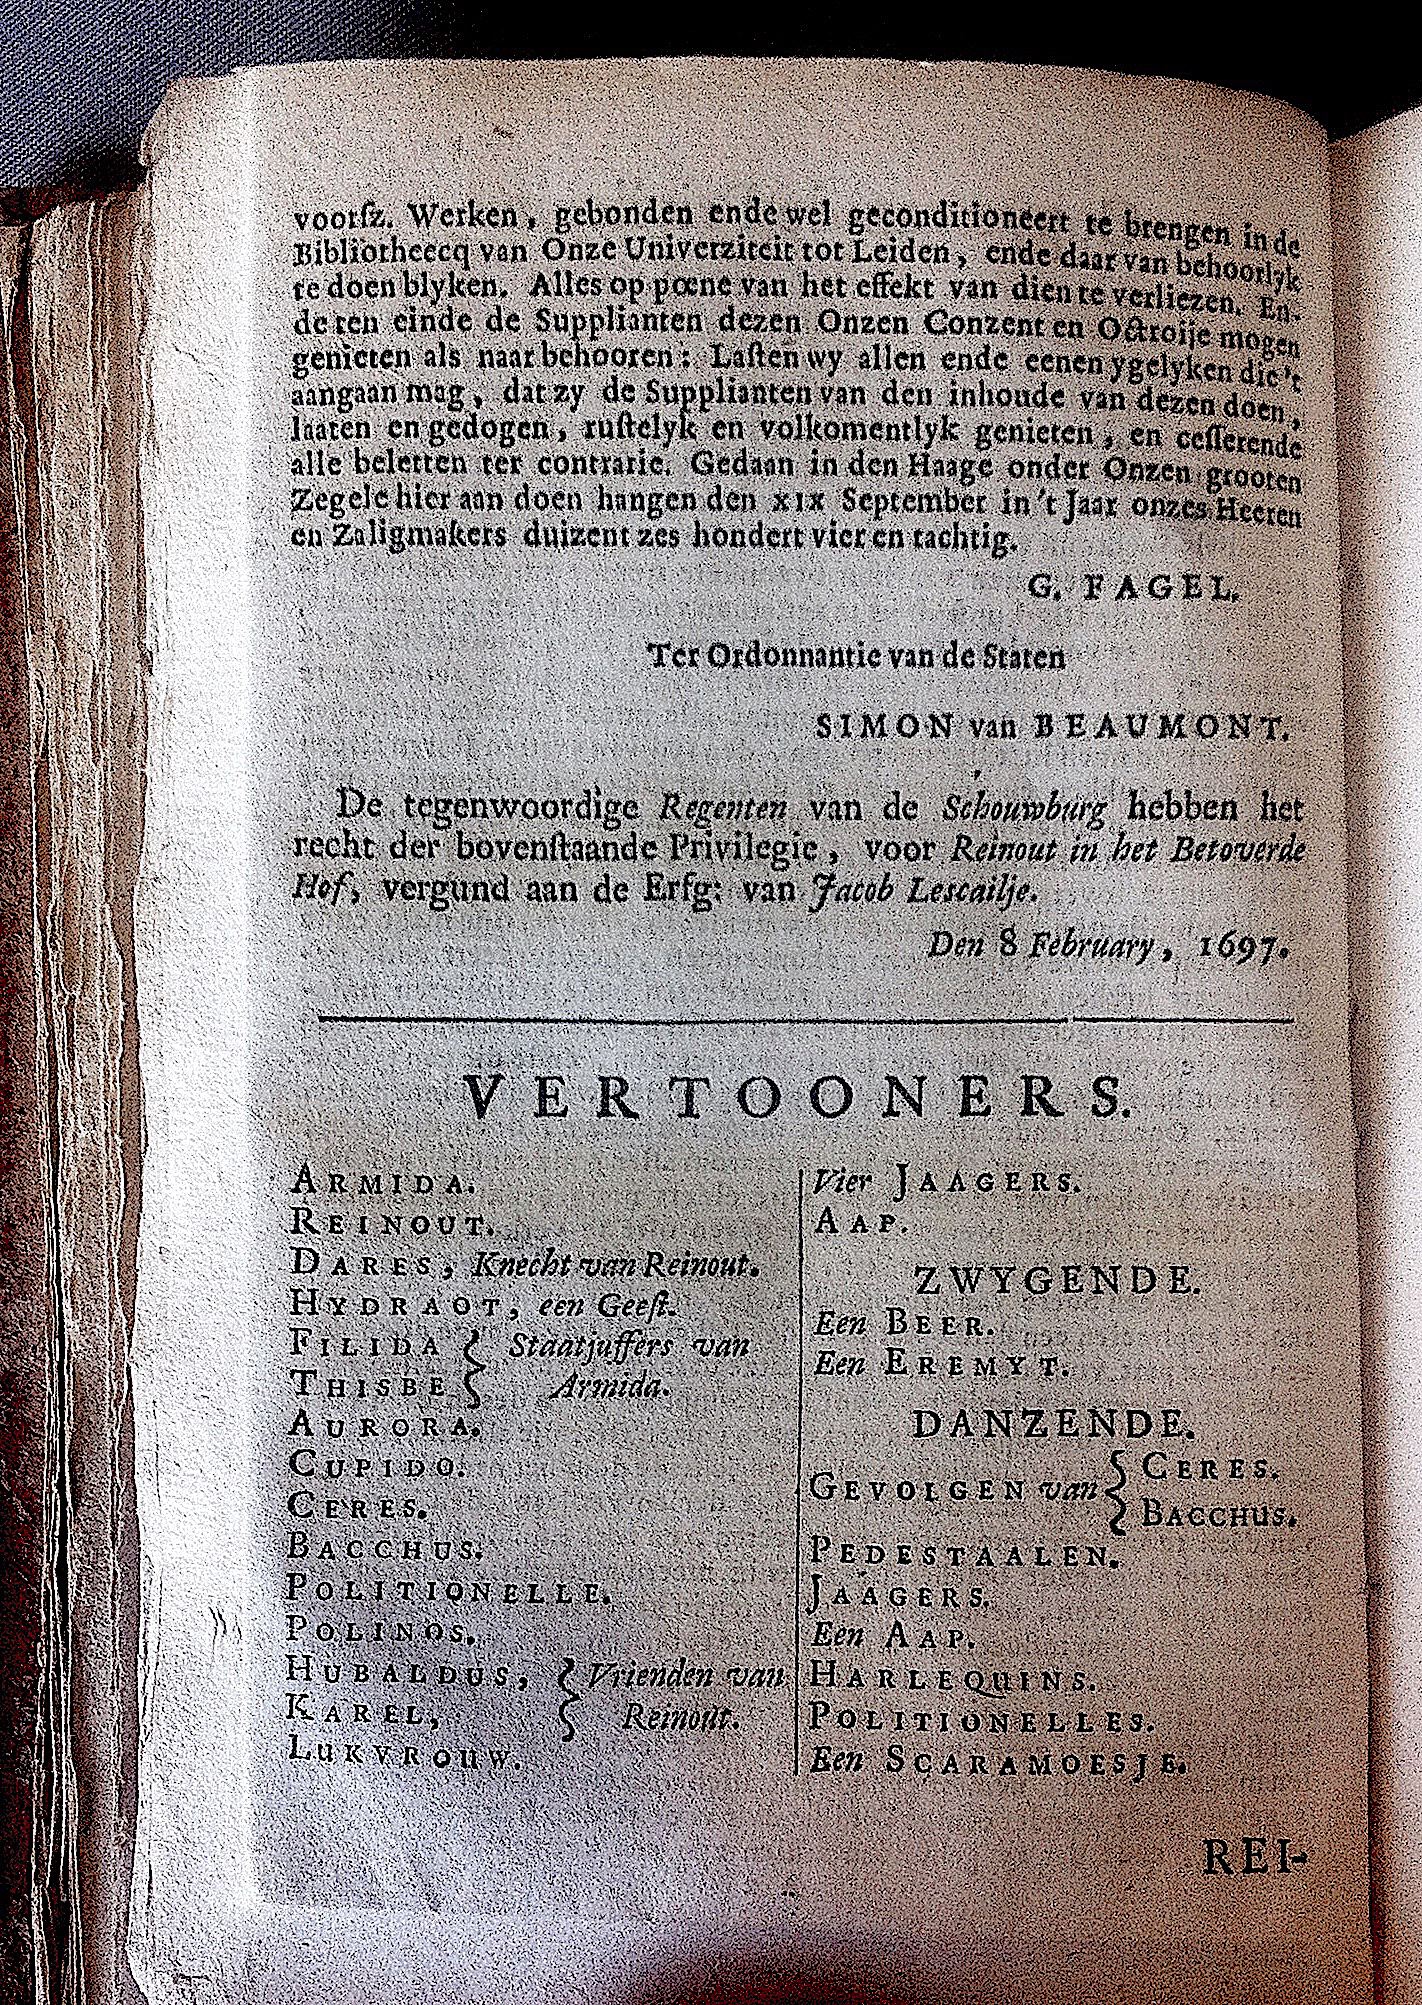 voorſz. Werken, gebonden ende wel geconditioneert te brengen in de
Bibliotheecq van Onze Univerziteit tot Leiden, ende daar van behoorlyk
te doen blyken. Alles op pœne van het effekt van dien te verliezen. En-
de ten einde de Supplianten dezen Onzen Conzent en Octroije mogen
genieten als naar behooren: Laſten wy allen ende eenen ygelyken die 't
aangaan mag, dat zy de Supplianten van den inhoude van dezen doen,
laaten en gedogen, ruſtelyk en volkomentlyk genieten, en ceſſerende
alle beletten ter contrarie. Gedaan in den Haage onder Onzen grooten
Zegele hier aan doen hangen den XIX September in 't Jaar onzes Heeren
en Zaligmakers duizent zes hondert vier en tachtig.
G. FAGEL.
Ter Ordonnantie van de Staten
SIMON van BEAUMONT.
De tegenwoordige Regenten van de Schouwburg hebben het
recht der bovenſtaande Privilegie, voor Reinout in het Betoverde
Hof, vergund aan de Erfg: van Jacob Lescailje.
Den 8 February, 1697.
VERTOONERS.
ARMIDA.
REINOUT.
DARES, Knecht van Reinout.
HYDRAOT, een Geeſt.
FILIDA } Staatjuffers van
THISBE } Armida.
AURORA.
CUPIDO.
CERES.
BACCHUS.
POLITIONELLE.
POLINOS.
HUBALDUS, } Vrienden van
KAREL, } Reinout.
LUKVROUW.
Vier JAAGERS.
AAP.
ZWYGENDE.
Een BEER.
Een EREMYT.
DANZENDE.
GEVOLGEN van { CERES.
BACCHUS.
PEDESTAALEN.
JAAGERS.
Een AAP.
HARLEQUINS.
POLITIONELLES.
Een SCARAMOESJE.
REI-